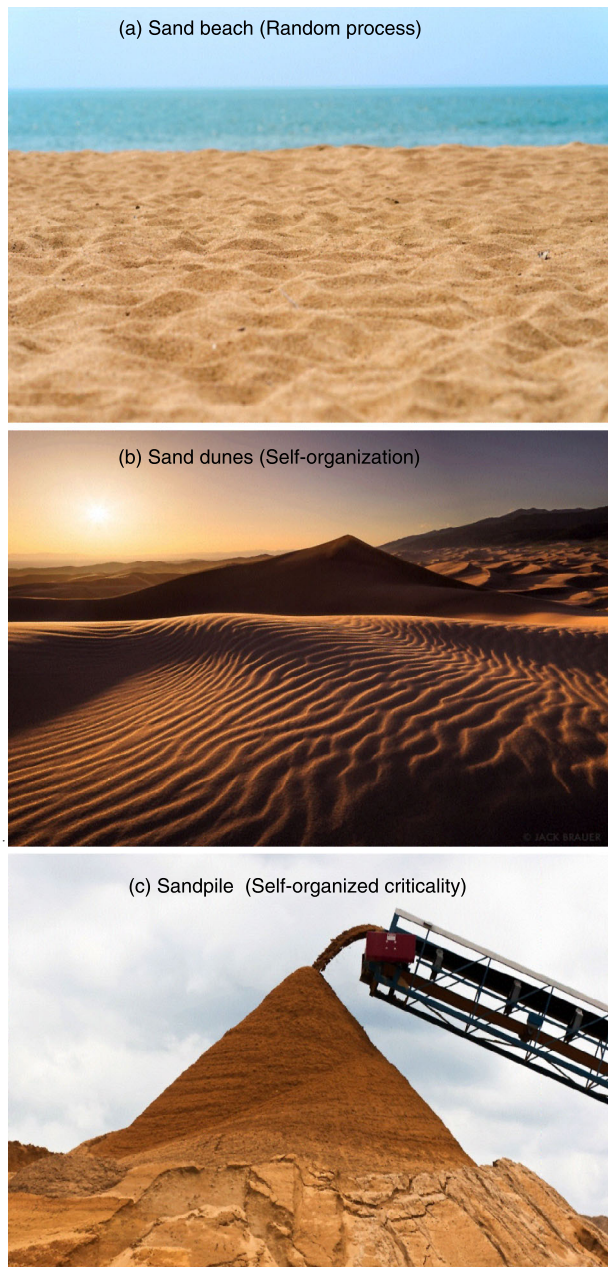 (a) Sand beach (Random process)
(b) Sand dunes (Self-organization)
© JACK BRAUER
(c) Sandpile  (Self-organized criticality)